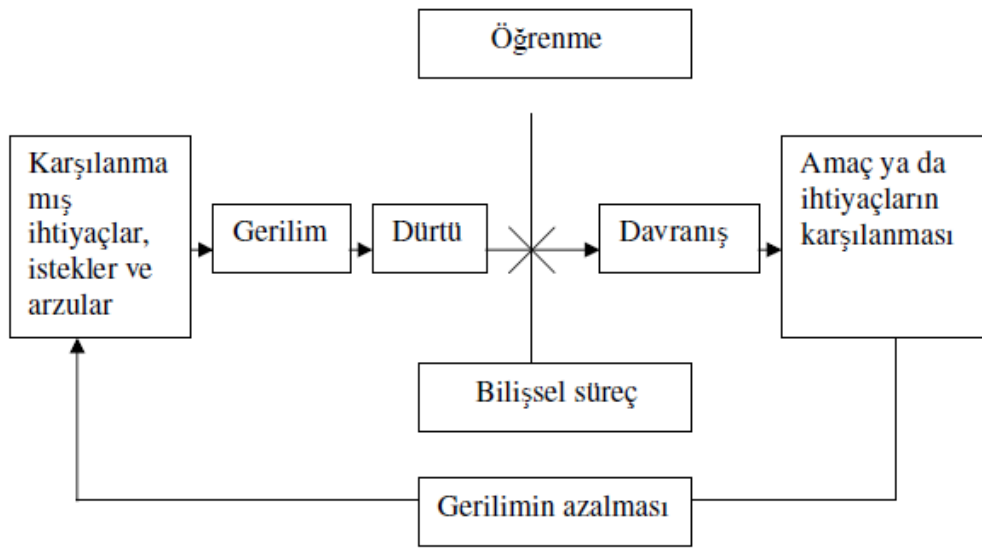 Öğrenme
Karşılanma
mış
ihtiyaçlar,
istekler ve
arzular
Gerilim
Dürtü
Davranış
Amaç ya da
ihtiyaçların
karşılanması
Bilişsel süreç
Gerilimin azalması